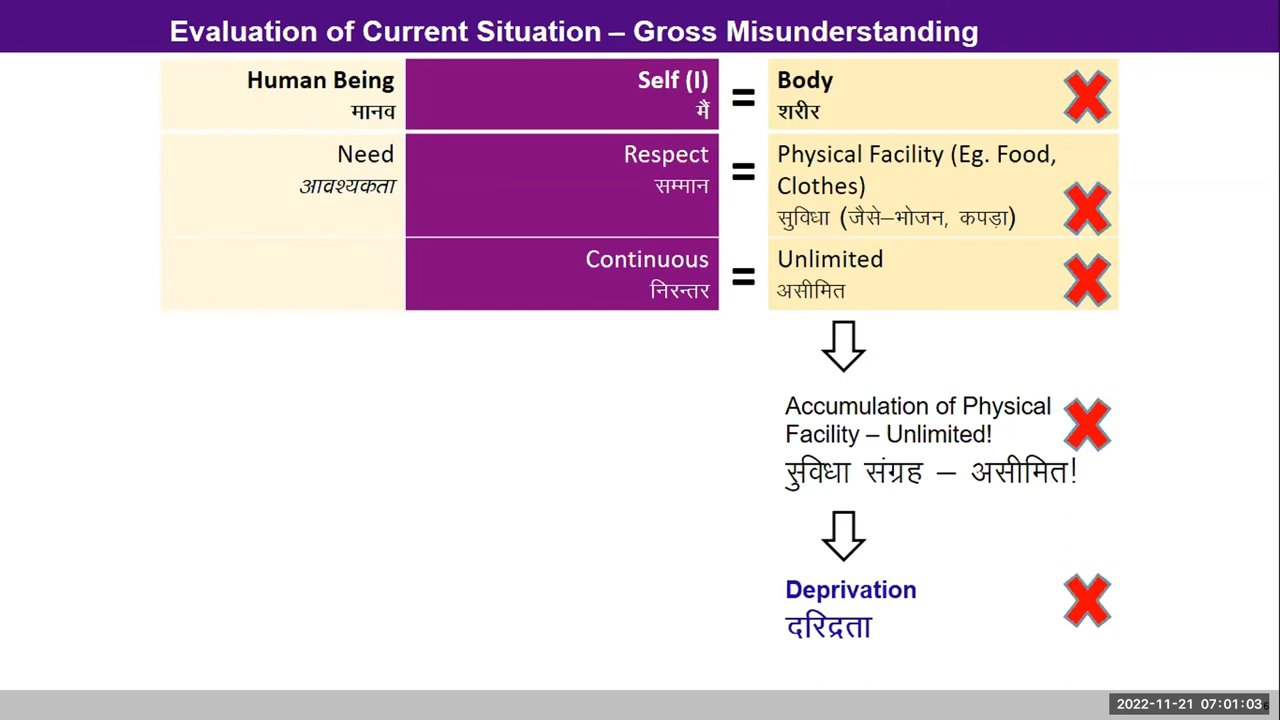 Evaluation of Current Situation – Gross Misunderstanding
Human Being
मानव
Self (I)
मैं
=
Body
शरीर
Need
आवश्यकता
Respect
सम्मान
=
Physical Facility (Eg. Food,
Clothes)
सुविधा (जैसे–भोजन, कपड़ा)
Continuous
निरन्तर
=
Unlimited
असीमित
Accumulation of Physical
Facility – Unlimited!
सुविधा संग्रह – असीमित!
Deprivation
दरिद्रता
2022-11-21 07:01:03